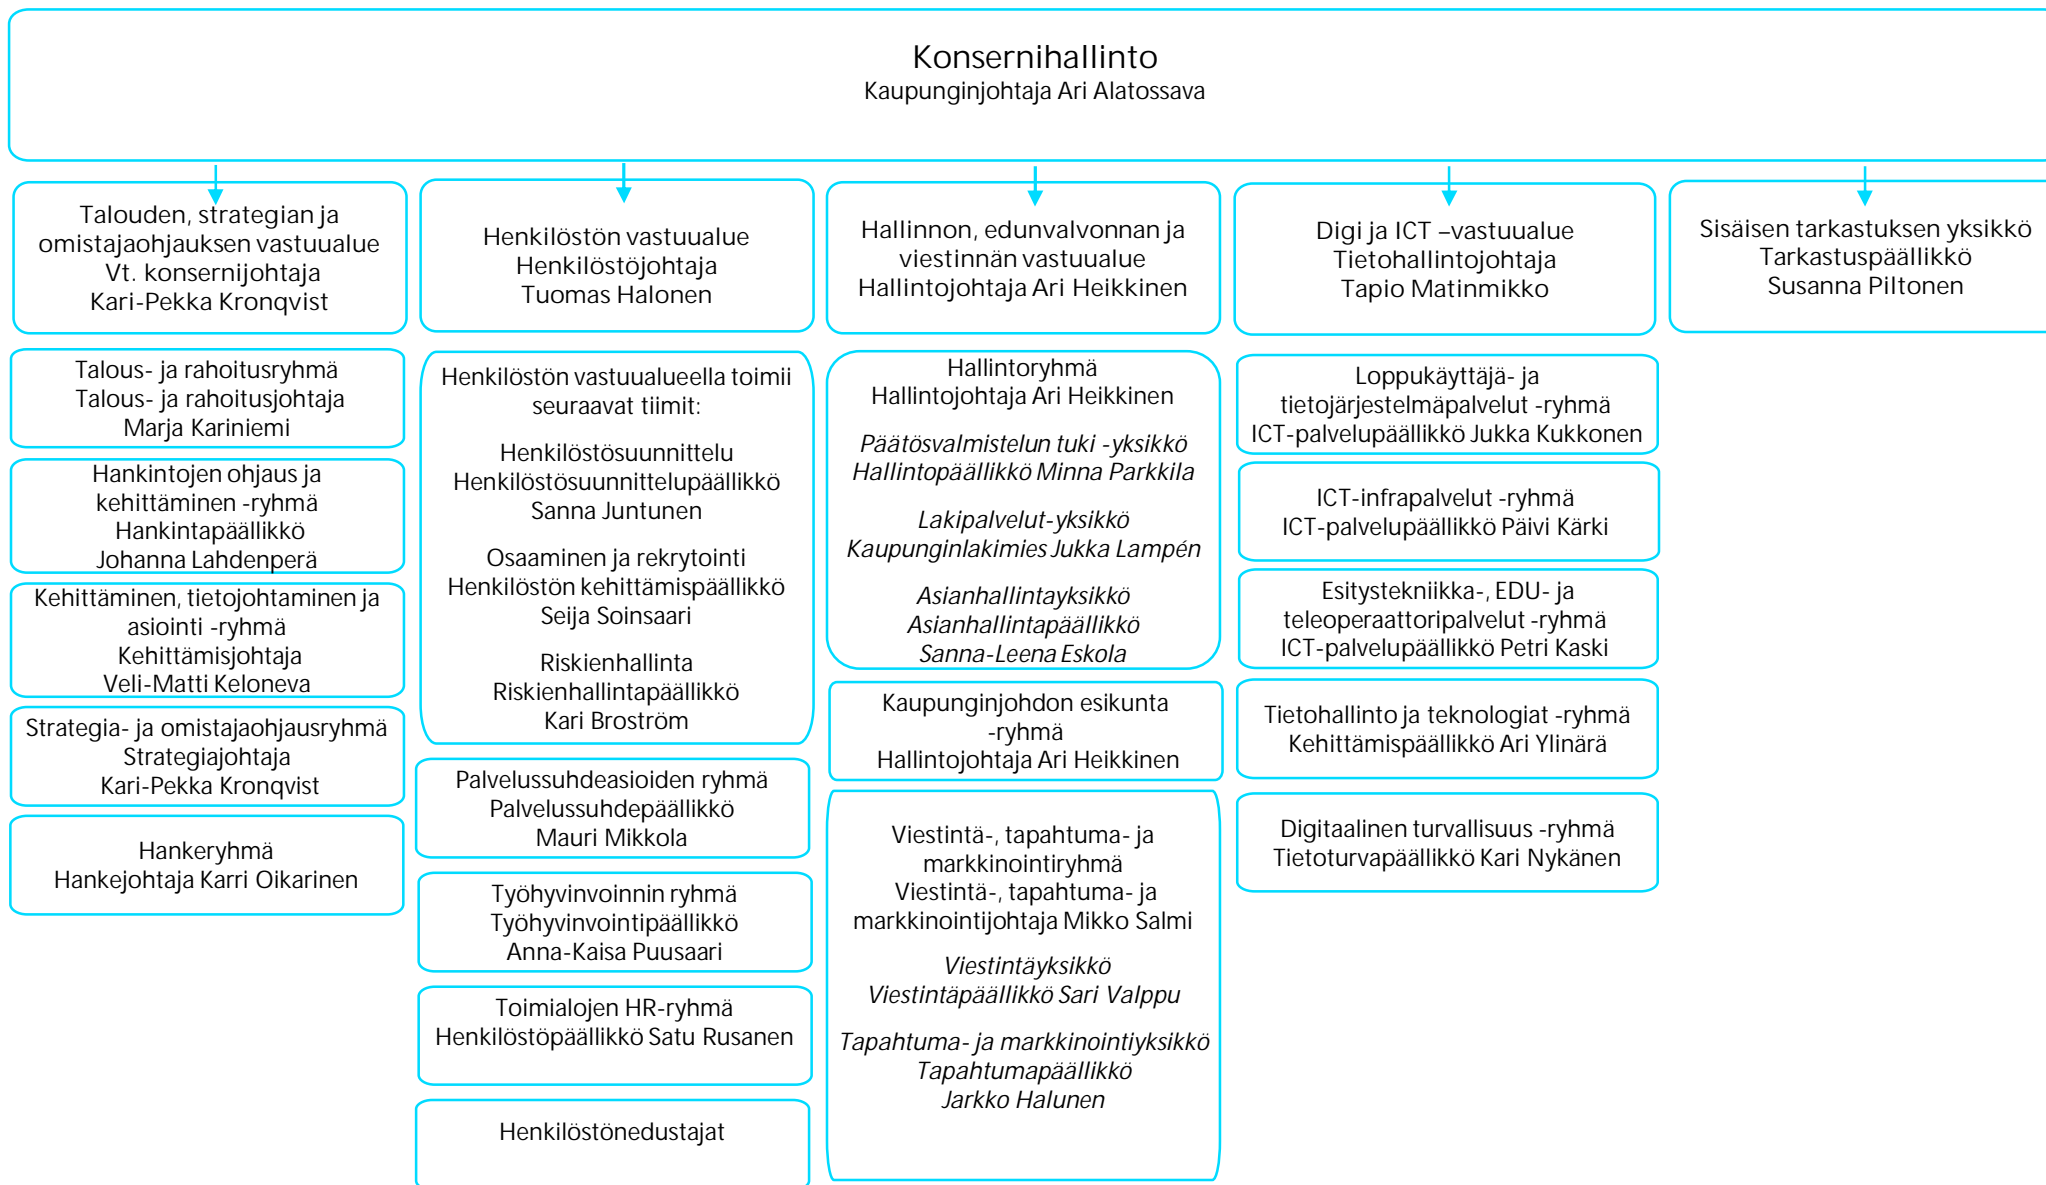 Konsernihallinto
Kaupunginjohtaja Ari Alatossava
Talouden, strategian ja
omistajaohjauksen vastuualue
Vt. konsernijohtaja
Kari-Pekka Kronqvist
Talous- ja rahoitusryhmä
Talous- ja rahoitusjohtaja
Marja Kariniemi
Hankintojen ohjaus ja
kehittäminen -ryhmä
Hankintapäällikkö
Johanna Lahdenperä
Kehittäminen, tietojohtaminen ja
asiointi -ryhmä
Kehittämisjohtaja
Veli-Matti Keloneva
Strategia- ja omistajaohjausryhmä
Strategiajohtaja
Kari-Pekka Kronqvist
Hankeryhmä
Hankejohtaja Karri Oikarinen
Henkilöstön vastuualue
Henkilöstöjohtaja
Tuomas Halonen
Henkilöstön vastuualueella toimii
seuraavat tiimit:
Henkilöstösuunnittelu
Henkilöstösuunnittelupäällikkö
Sanna Juntunen
Osaaminen ja rekrytointi
Henkilöstön kehittämispäällikkö
Seija Soinsaari
Riskienhallinta
Riskienhallintapäällikkö
Kari Broström
Palvelussuhdeasioiden ryhmä
Palvelussuhdepäällikkö
Mauri Mikkola
Työhyvinvoinnin ryhmä
Työhyvinvointipäällikkö
Anna-Kaisa Puusaari
Toimialojen HR-ryhmä
Henkilöstöpäällikkö Satu Rusanen
Henkilöstönedustajat
Hallinnon, edunvalvonnan ja
viestinnän vastuualue
Hallintojohtaja Ari Heikkinen
Hallintoryhmä
Hallintojohtaja Ari Heikkinen
Päätösvalmistelun tuki -yksikkö
Hallintopäällikkö Minna Parkkila
Lakipalvelut-yksikkö
Kaupunginlakimies Jukka Lampén
Asianhallintayksikkö
Asianhallintapäällikkö
Sanna-Leena Eskola
Kaupunginjohdon esikunta
-ryhmä
Hallintojohtaja Ari Heikkinen
Viestintä-, tapahtuma- ja
markkinointiryhmä
Viestintä-, tapahtuma- ja
markkinointijohtaja Mikko Salmi
Viestintäyksikkö
Viestintäpäällikkö Sari Valppu
Tapahtuma- ja markkinointiyksikkö
Tapahtumapäällikkö
Jarkko Halunen
Digi ja ICT –vastuualue
Tietohallintojohtaja
Tapio Matinmikko
Loppukäyttäjä- ja
tietojärjestelmäpalvelut -ryhmä
ICT-palvelupäällikkö Jukka Kukkonen
ICT-infrapalvelut -ryhmä
ICT-palvelupäällikkö Päivi Kärki
Esitystekniikka-, EDU- ja
teleoperaattoripalvelut -ryhmä
ICT-palvelupäällikkö Petri Kaski
Tietohallinto ja teknologiat -ryhmä
Kehittämispäällikkö Ari Ylinärä
Digitaalinen turvallisuus -ryhmä
Tietoturvapäällikkö Kari Nykänen
Sisäisen tarkastuksen yksikkö
Tarkastuspäällikkö
Susanna Piltonen